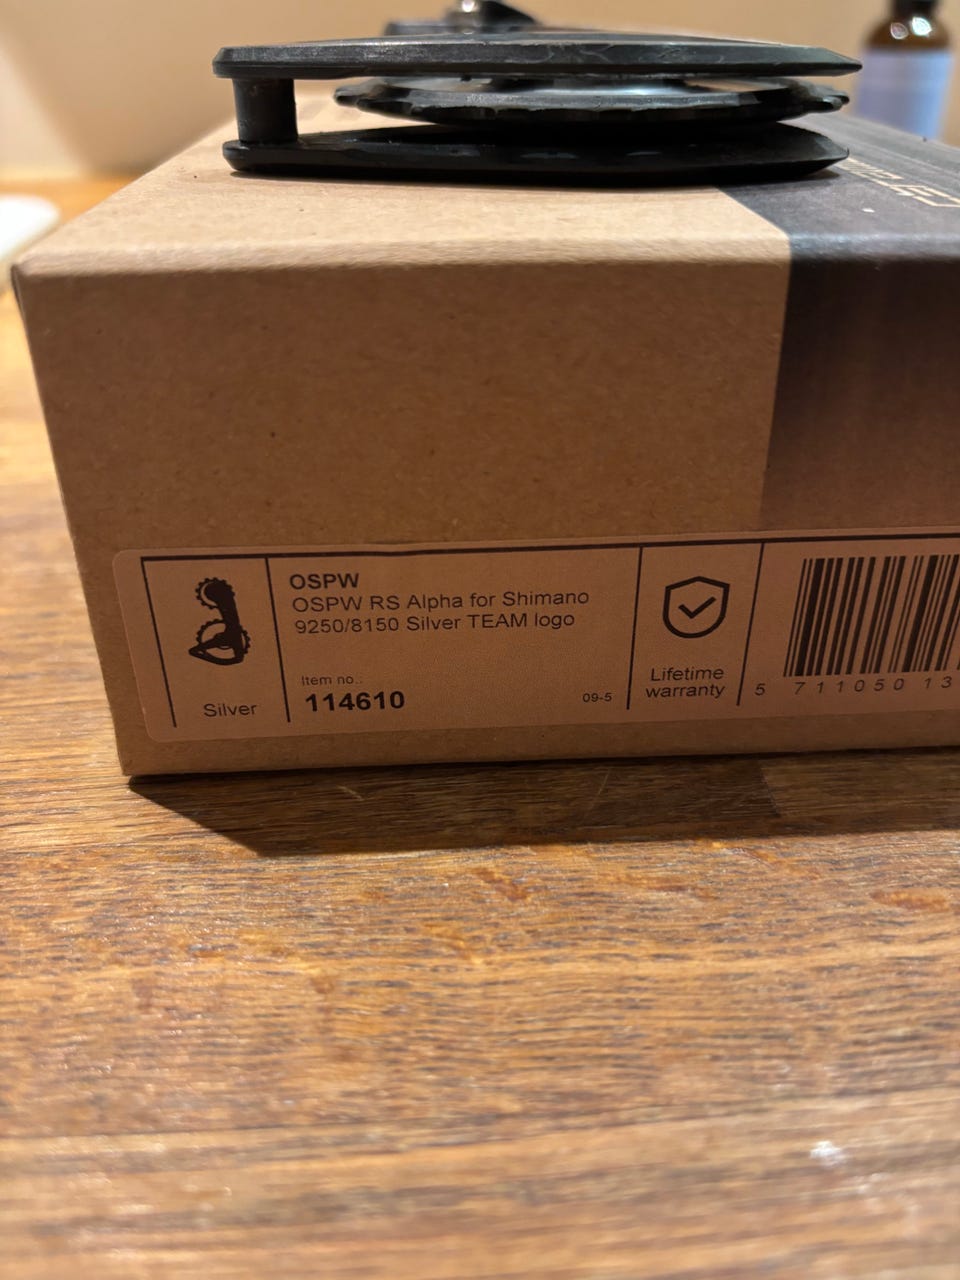 OSPW
OSPW RS Alpha for Shimano
9250/8150 Silver TEAM logo
Item no..
114610
09-5
Silver
Lifetime
warranty
5 711050 13